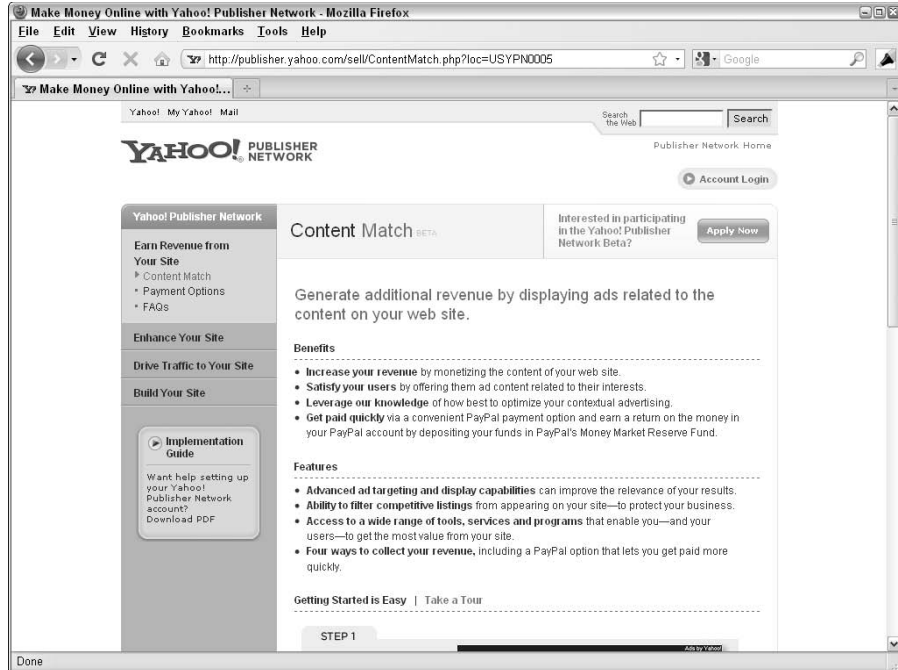 Make Money Online with Yahoo! Publisher Network - Mozilla Firefox
File Edit View History Bookmarks Tools Help
http://publisher.yahoo.com/sell/ContentMatch.php?loc=USYPN0005
Google
Make Money Online with Yahoo!...
Yahoo! My Yahoo! Mail
Search the Web
Search
YAHOO! PUBLISHER NETWORK
Publisher Network Home
Account Login
Yahoo! Publisher Network
Earn Revenue from
Your Site
Content Match
• Payment Options
• FAQs
Enhance Your Site
Drive Traffic to Your Site
Build Your Site
Implementation
Guide
Want help setting up
your Yahoo!
Publisher Network
account?
Download PDF
Content Match BETA
Interested in participating
in the Yahoo! Publisher
Network Beta?
Apply Now
Generate additional revenue by displaying ads related to the
content on your web site.
Benefits
• Increase your revenue by monetizing the content of your web site.
• Satisfy your users by offering them ad content related to their interests.
• Leverage our knowledge of how best to optimize your contextual advertising.
• Get paid quickly via a convenient PayPal payment option and earn a return on the money in
your PayPal account by depositing your funds in PayPal's Money Market Reserve Fund.
Features
• Advanced ad targeting and display capabilities can improve the relevance of your results.
• Ability to filter competitive listings from appearing on your site—to protect your business.
• Access to a wide range of tools, services and programs that enable you—and your
users—to get the most value from your site.
• Four ways to collect your revenue, including a PayPal option that lets you get paid more
quickly.
Getting Started is Easy | Take a Tour
STEP 1
Ads by Yahoo!
Done